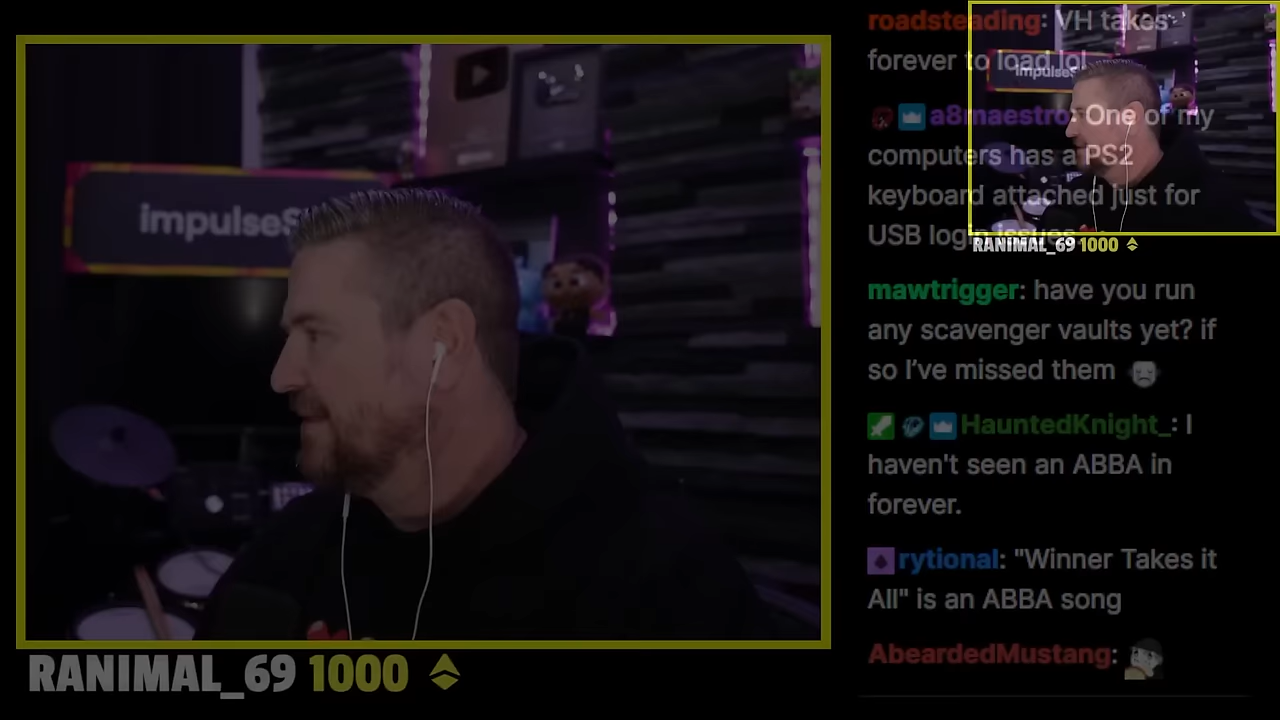 impulseS
RANIMAL_69 1000
roadsteading: VH takes
forever to load lol
a8maestro: One of my
computers has a PS2
keyboard attached just for
USB login issues
mawtrigger: have you run
any scavenger vaults yet? if
so I've missed them
HauntedKnight_: I
haven't seen an ABBA in
forever.
rytional: "Winner Takes it
All" is an ABBA song
AbeardedMustang:
impulseS
RANIMAL_69 1000